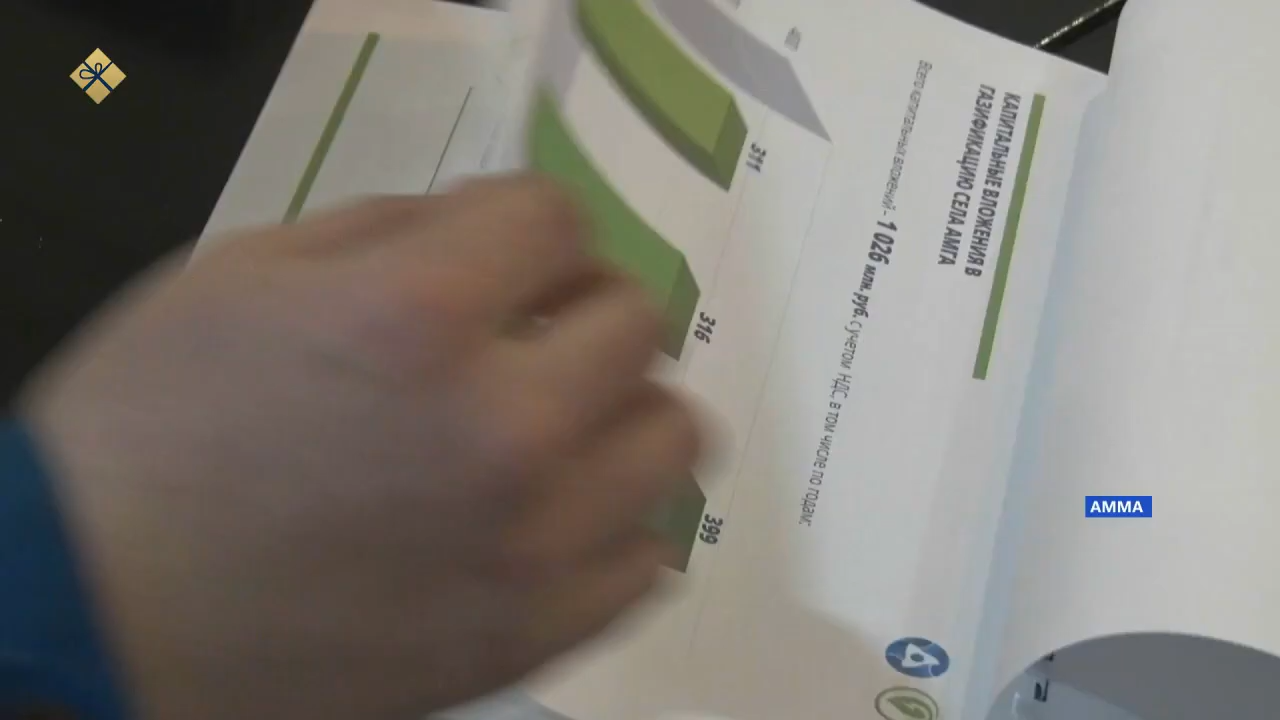 КАПИТАЛЬНЫЕ ВЛОЖЕНИЯ В
ГАЗИФИКАЦИЮ СЕЛА АМГА
Всего капитальных вложений - 1 026 млн. руб. с учетом НДС, в том числе по годам:
400
311
316
399
АММА